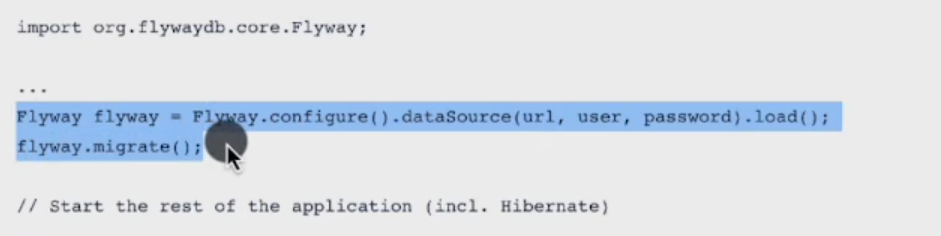 import org.flywaydb.core.Flyway;
...
Flyway flyway = Flyway.configure().dataSource(url, user, password).load();
flyway.migrate();
// Start the rest of the application (incl. Hibernate)